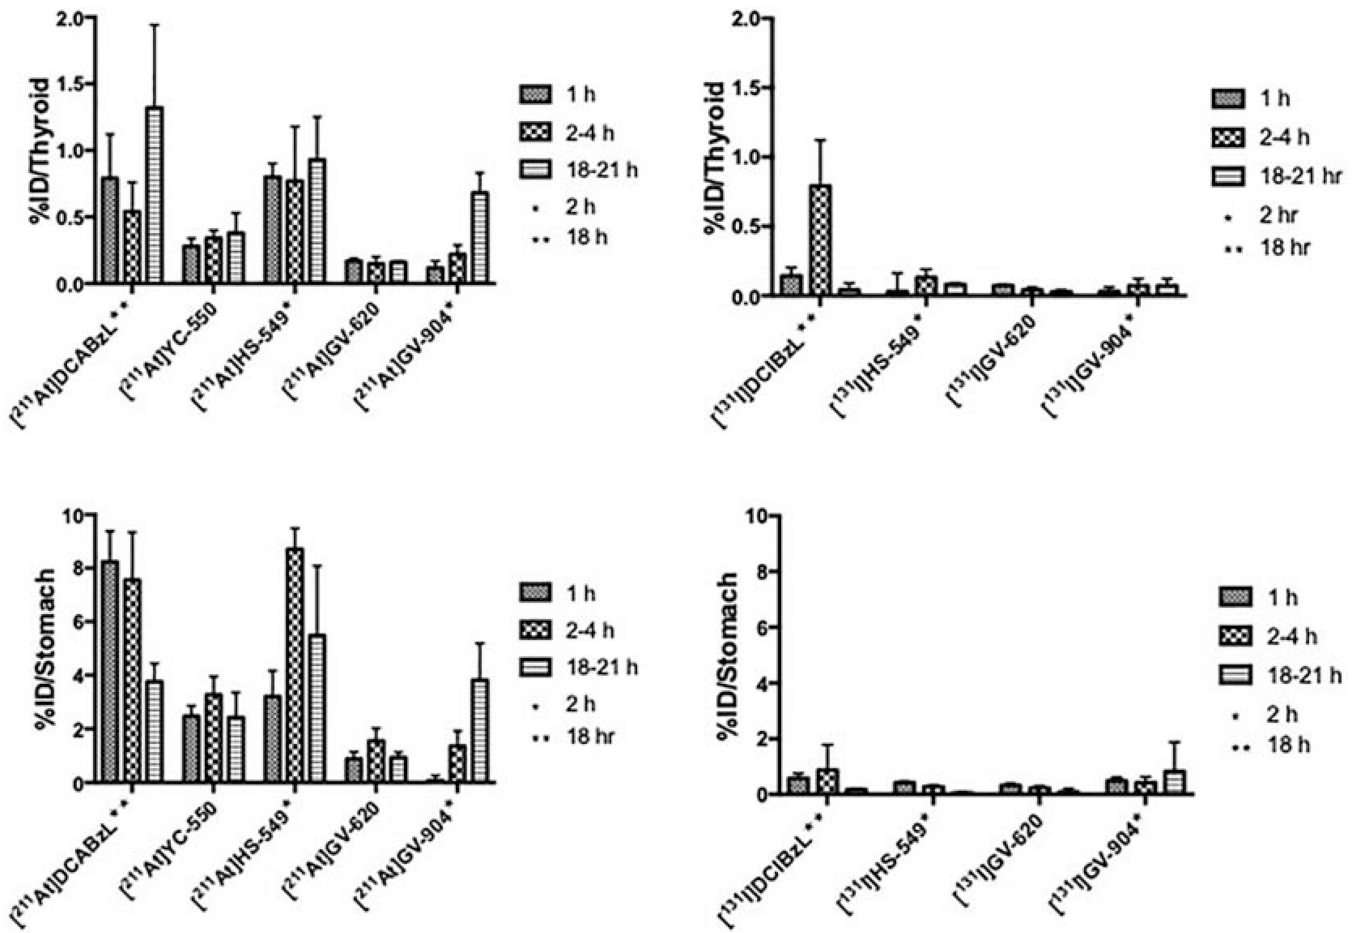 %ID/Thyroid
2.0
1.5
1.0
0.5
0.0
[²¹¹At]DCABzL**
[²¹¹At]YC-550
[²¹¹At]HS-549*
[²¹¹At]GV-620
[²¹¹At]GV-904*
1 h
2-4 h
18-21 h
* 2 h
** 18 h
%ID/Thyroid
2.0
1.5
1.0
0.5
0.0
[¹³¹I]DCIBzL**
[¹³¹I]HS-549*
[¹³¹I]GV-620
[¹³¹I]GV-904*
1 h
2-4 h
18-21 hr
* 2 hr
** 18 hr
%ID/Stomach
10
8
6
4
2
0
[²¹¹At]DCABzL**
[²¹¹At]YC-550
[²¹¹At]HS-549*
[²¹¹At]GV-620
[²¹¹At]GV-904*
1 h
2-4 h
18-21 h
* 2 h
** 18 hr
%ID/Stomach
10
8
6
4
2
0
[¹³¹I]DCIBzL**
[¹³¹I]HS-549*
[¹³¹I]GV-620
[¹³¹I]GV-904*
1 h
2-4 h
18-21 h
* 2 h
** 18 h